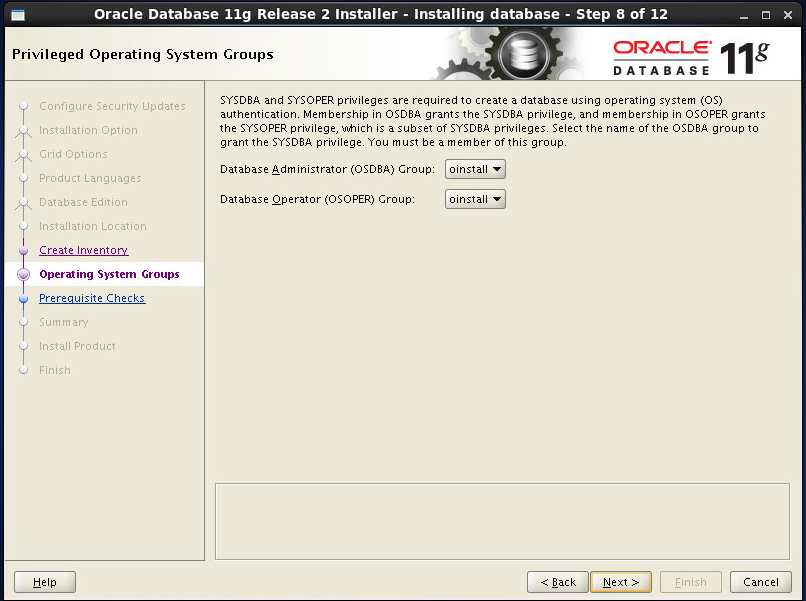 Oracle Database 11g Release 2 Installer - Installing database - Step 8 of 12
Privileged Operating System Groups
ORACLE
DATABASE
11g
Configure Security Updates
Installation Option
Grid Options
Product Languages
Database Edition
Installation Location
Create Inventory
Operating System Groups
Prerequisite Checks
Summary
Install Product
Finish
SYSDBA and SYSOPER privileges are required to create a database using operating system (OS)
authentication. Membership in OSDBA grants the SYSDBA privilege, and membership in OSOPER grants
the SYSOPER privilege, which is a subset of SYSDBA privileges. Select the name of the OSDBA group to
grant the SYSDBA privilege. You must be a member of this group.
Database Administrator (OSDBA) Group: oinstall
Database Operator (OSOPER) Group: oinstall
Help < Back Next > Finish Cancel